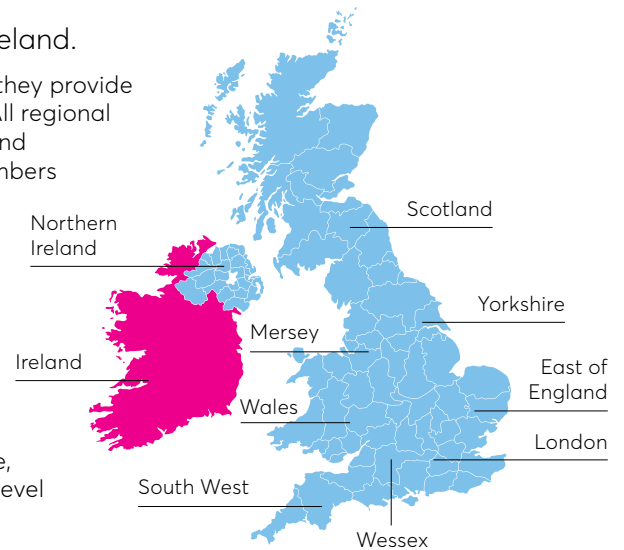 eland.
they provide
ll regional
nd
nbers
Scotland
Northern
Ireland
Yorkshire
Mersey
Ireland
East of
England
Wales
London
e,
evel
South West
Wessex